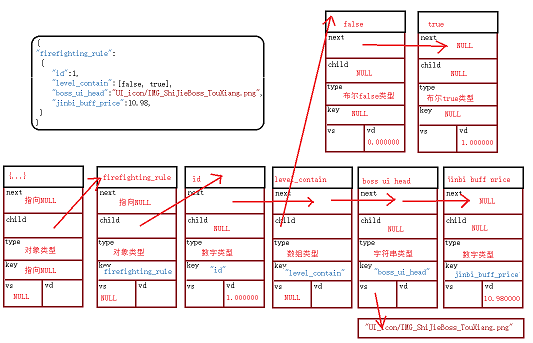 {
"firefighting_rule":
{
"id":1,
"level_contain": [false, true],
"boss_ui_head":"UI_icon/IMG_ShiJieBoss_TouXiang.png",
"jinbi_buff_price":10.98,
}
}
false
next
child
NULL
type
布尔false类型
key
NULL
vs
vd
0.000000
true
next
NULL
child
NULL
type
布尔true类型
key
NULL
vs
vd
1.000000
{...}
next
指向NULL
child
type
对象类型
key
指向NULL
vs
vd
NULL
firefighting_rule
next
指向NULL
child
type
对象类型
key
firefighting_rule
vs
vd
NULL
id
next
child
NULL
type
数字类型
key
"id"
vs
vd
1.000000
level_contain
next
child
type
数组类型
key
"level_contain"
vs
vd
NULL
boss ui head
next
child
NULL
type
字符串类型
key
"boss_ui_head"
vs
vd
"UI_icon/IMG_ShiJieBoss_TouXiang.png"
jinbi buff price
next
NULL
child
NULL
type
数字类型
key
jinbi_buff_price
vs
vd
10.980000